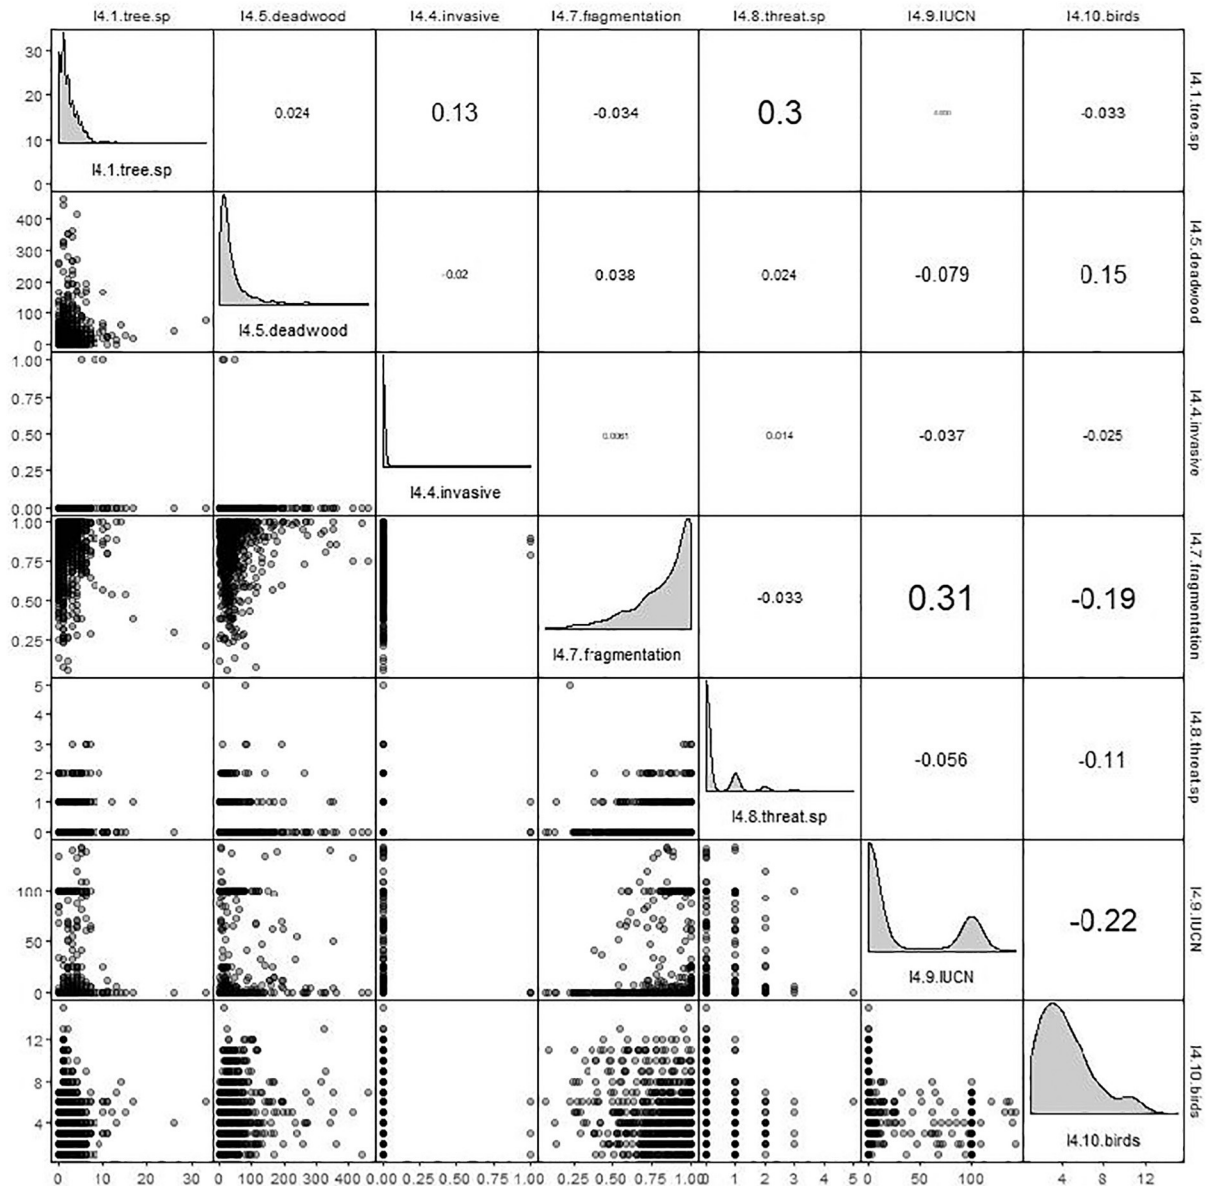 I4.1.tree.sp I4.5.deadwood I4.4.invasive I4.7.fragmentation I4.8.threat.sp I4.9.IUCN I4.10.birds
30
20
10
0
I4.1.tree.sp
0.024
0.13
-0.034
0.3
-0.033
I4.1.tree.sp
400
300
200
100
0
I4.5.deadwood
-0.02
0.038
0.024
-0.079
0.15
I4.5.deadwood
1.00
0.75
0.50
0.25
0.00
I4.4.invasive
0.0061
0.014
-0.037
-0.025
I4.4.invasive
1.00
0.75
0.50
0.25
I4.7.fragmentation
-0.033
0.31
-0.19
I4.7.fragmentation
5
4
3
2
1
0
I4.8.threat.sp
-0.056
-0.11
I4.8.threat.sp
100
50
0
I4.9.IUCN
-0.22
I4.9.IUCN
12
8
4
I4.10.birds
I4.10.birds
0 10 20 30
0 100 200 300 400
0.00 0.25 0.50 0.75 1.0
0.25 0.50 0.75 1.0
0 1 2 3 4 5
0 50 100
4 8 12